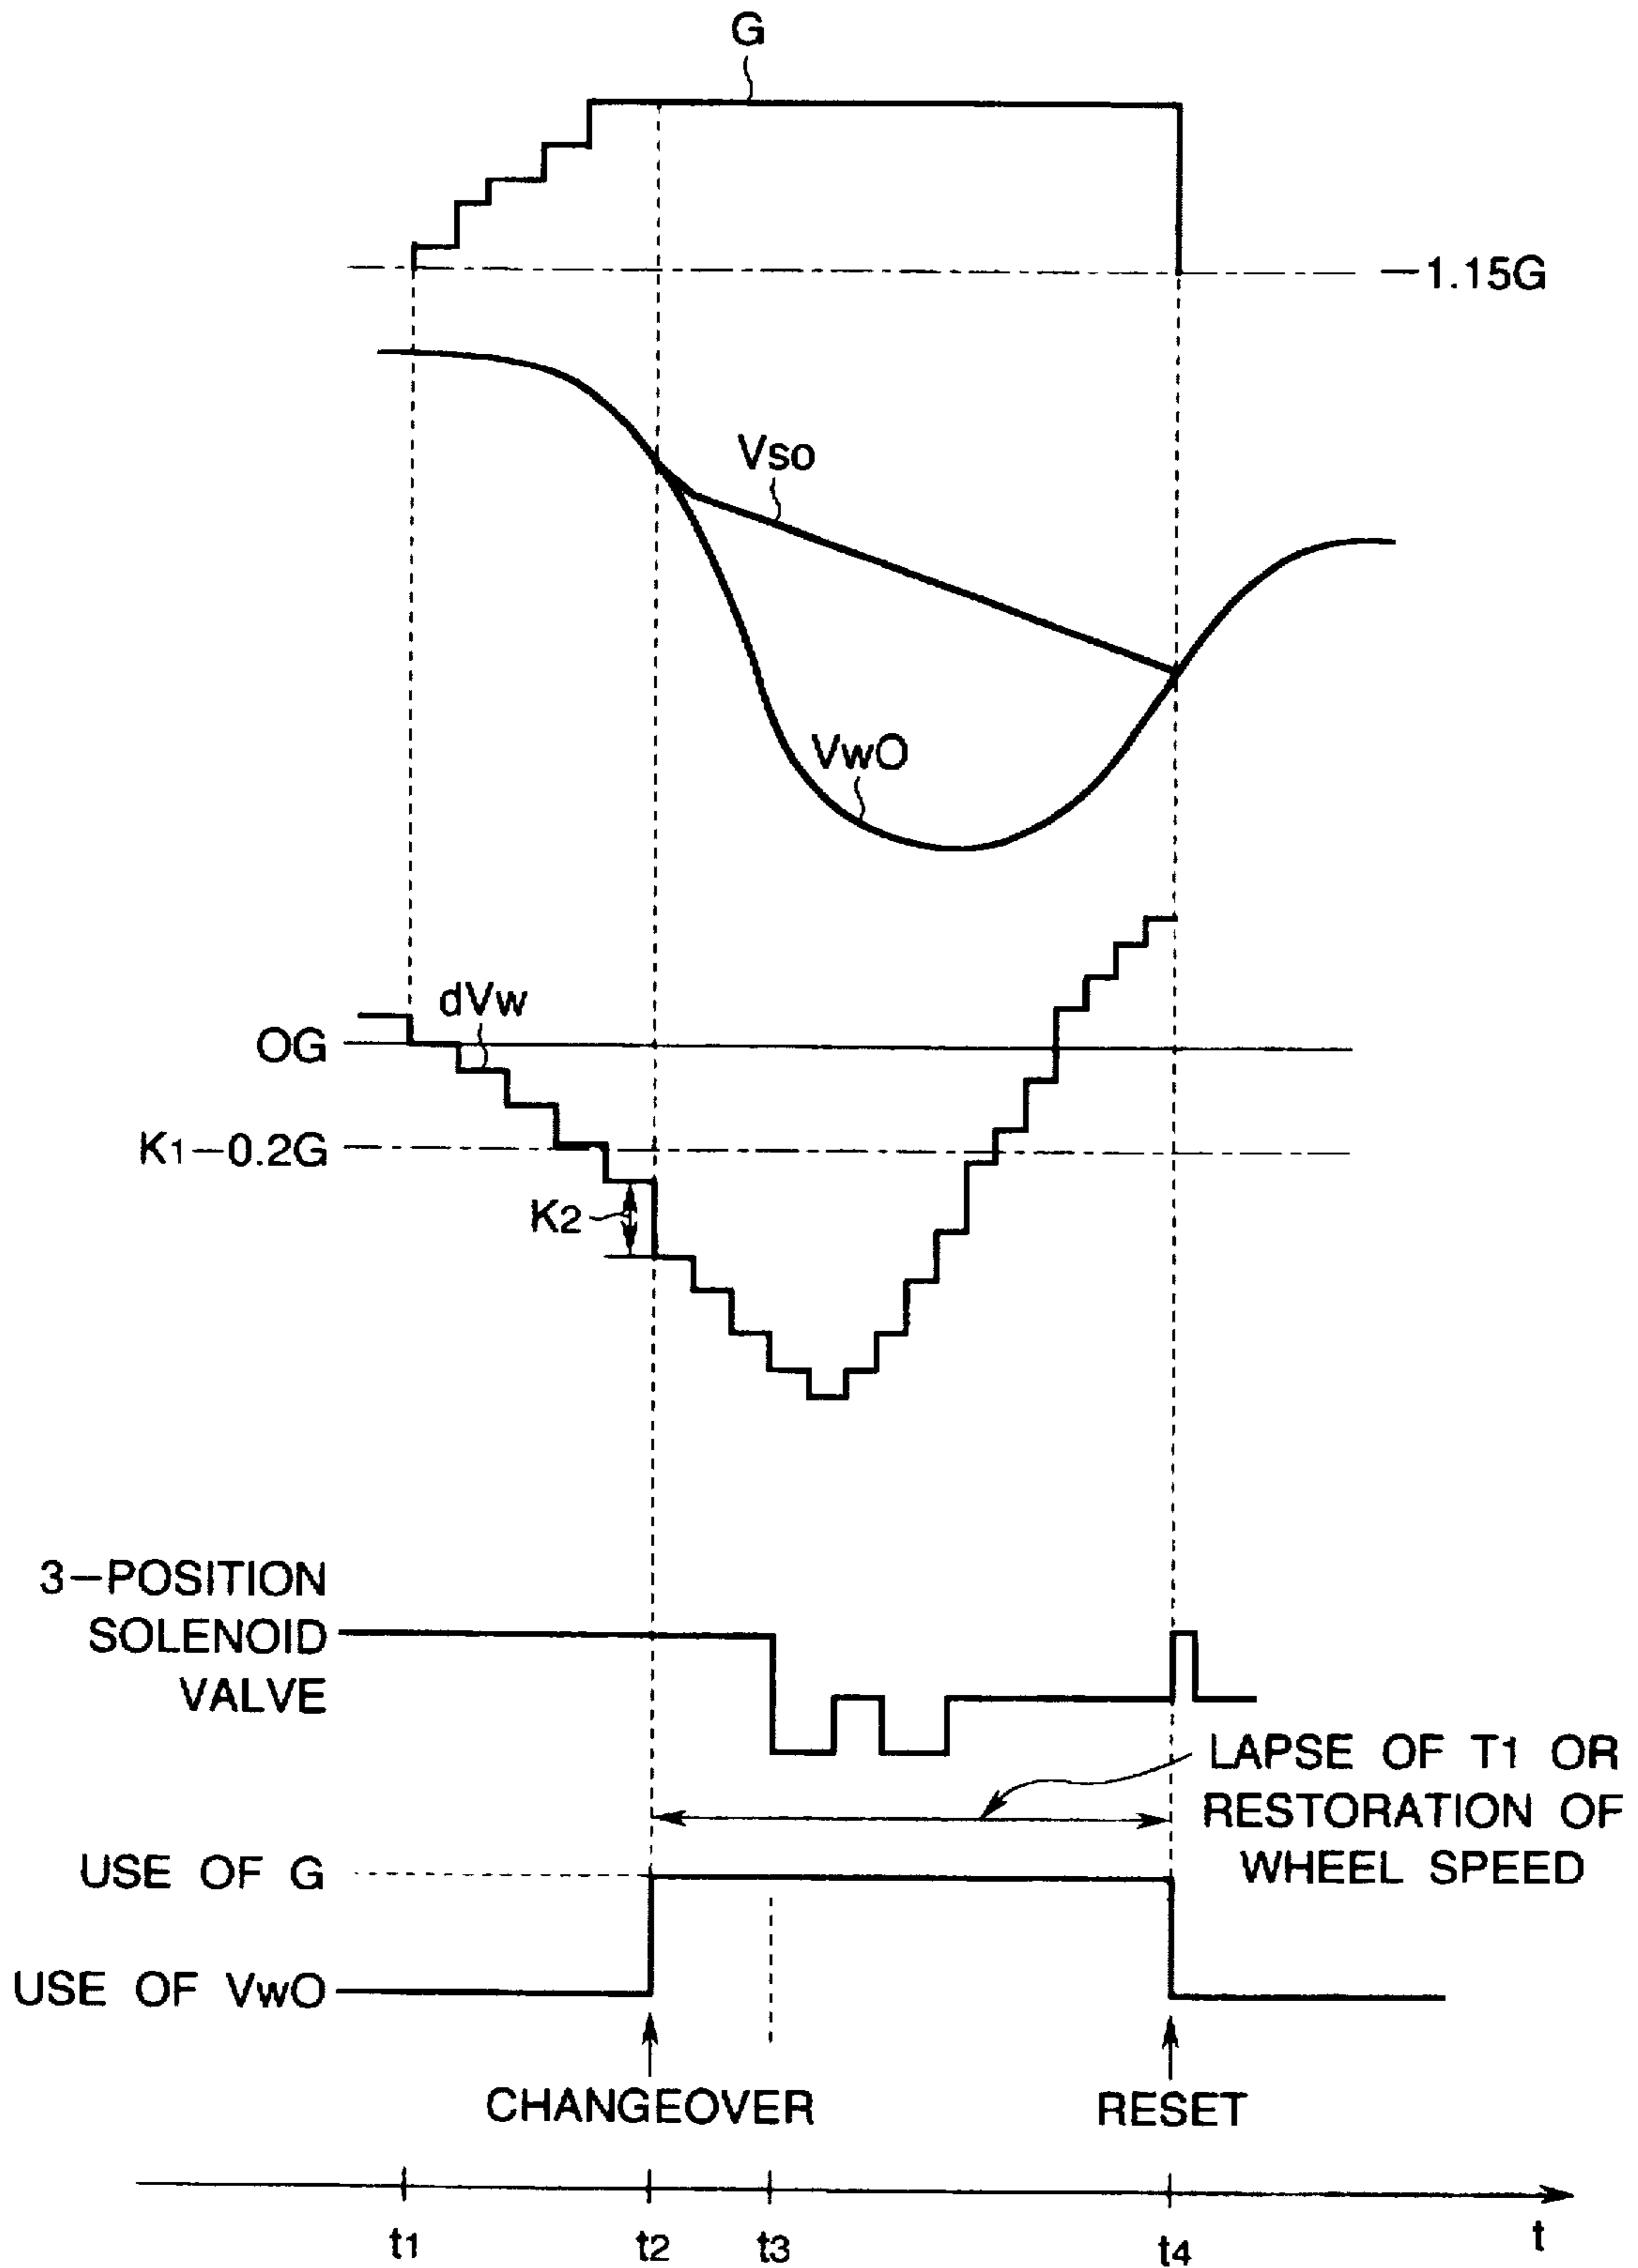 G
—1.15G
Vso
VwO
dVw
OG
K1—0.2G
K2
3—POSITION
SOLENOID
VALVE
LAPSE OF T1 OR
RESTORATION OF
WHEEL SPEED
USE OF G
USE OF VwO
CHANGEOVER
RESET
t1
t2
t3
t4
t